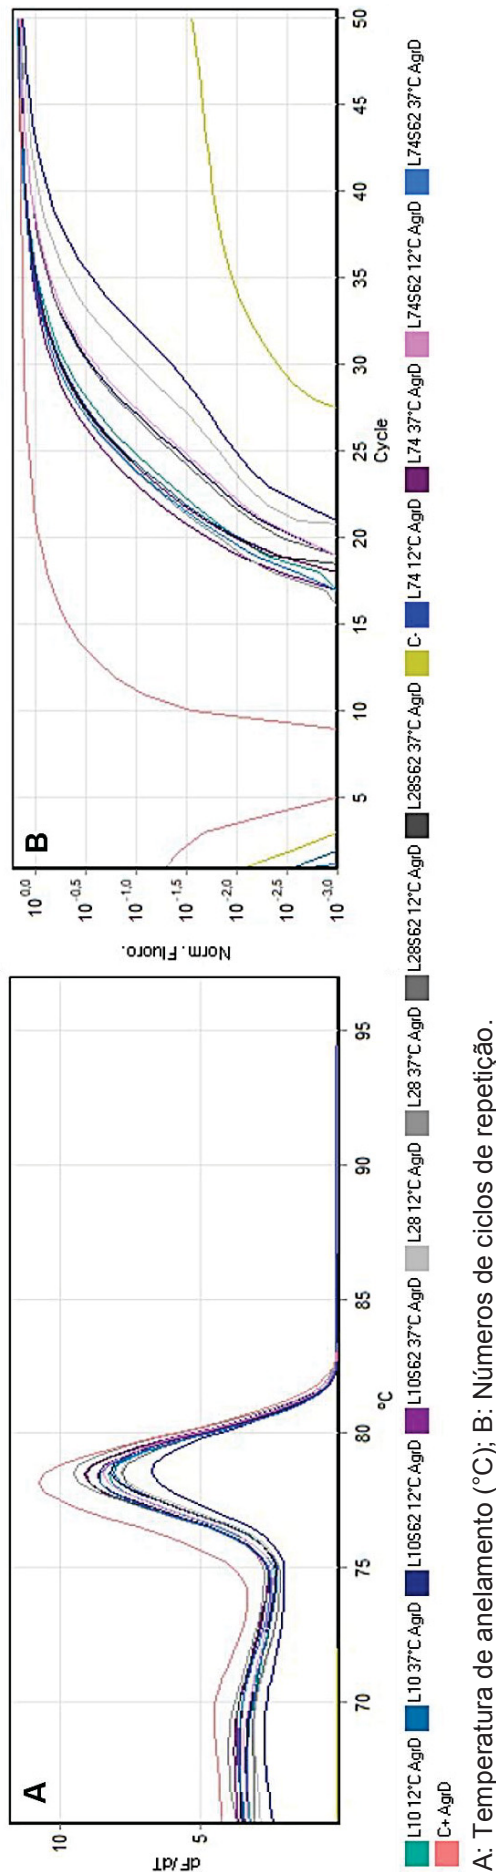 A
dF/dT
10
5
70
75
80
85
90
95
°C
B
Norm. Fluoro.
10^0.0
10^-0.5
10^-1.0
10^-1.5
10^-2.0
10^-2.5
10^-3.0
5
10
15
20
25
30
35
40
45
50
Cycle
L10 12°C AgrD L10 37°C AgrD L10S62 12°C AgrD L10S62 37°C AgrD L28 12°C AgrD L28 37°C AgrD L28S62 12°C AgrD L28S62 37°C AgrD C- L74 12°C AgrD L74 37°C AgrD L74S62 12°C AgrD L74S62 37°C AgrD
C+ AgrD
A: Temperatura de anelamento (°C); B: Números de ciclos de repetição.